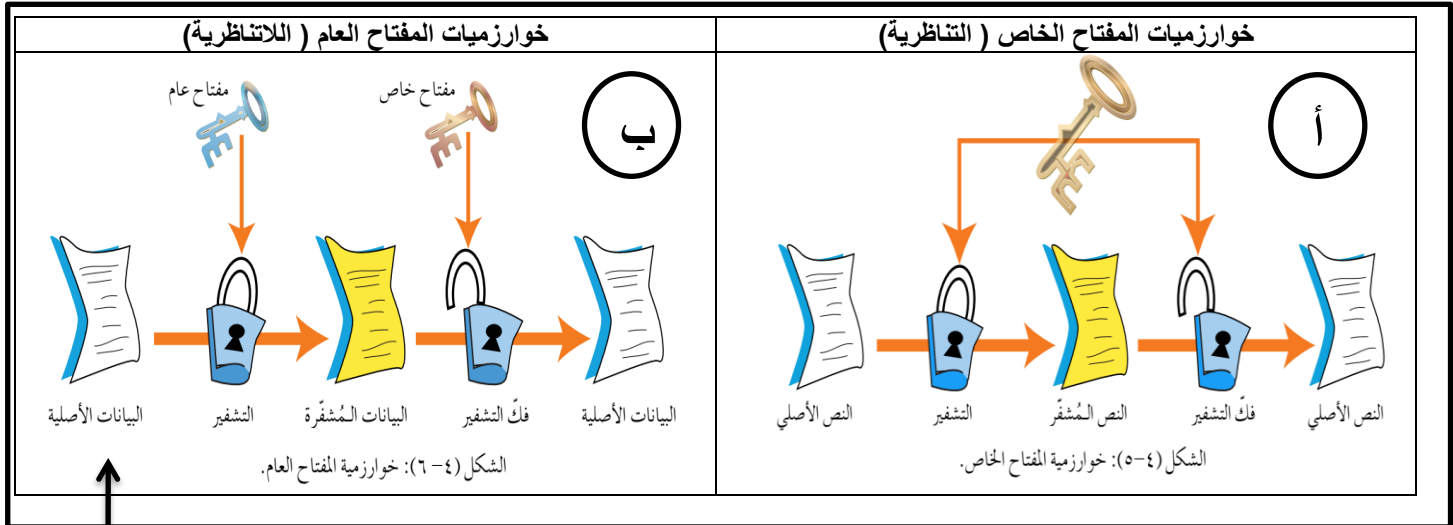 خوارزميات المفتاح الخاص ( التناظرية)
أ
النص الأصلي
التشفير
النص المُشفّر
فكّ التشفير
النص الأصلي
الشكل (٤-٥): خوارزمية المفتاح الخاص.
خوارزميات المفتاح العام ( اللاتناظرية)
ب
مفتاح خاص
مفتاح عام
البيانات الأصلية
التشفير
البيانات المُشفّرة
فكّ التشفير
البيانات الأصلية
الشكل (٤-٦): خوارزمية المفتاح العام.